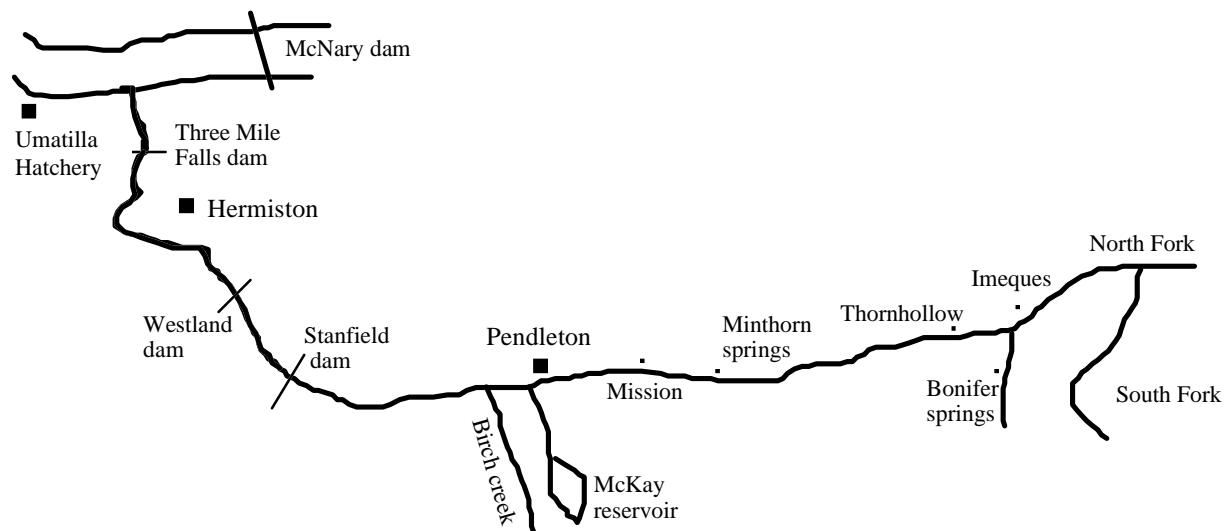 McNary dam
Umatilla
Hatchery
Three Mile
Falls dam
Hermiston
North Fork
Imeques
Thornhollow
Westland
dam
Stanfield
dam
Pendleton
Minthorn
springs
Mission
Bonifer
springs
South Fork
Birch creek
McKay
reservoir